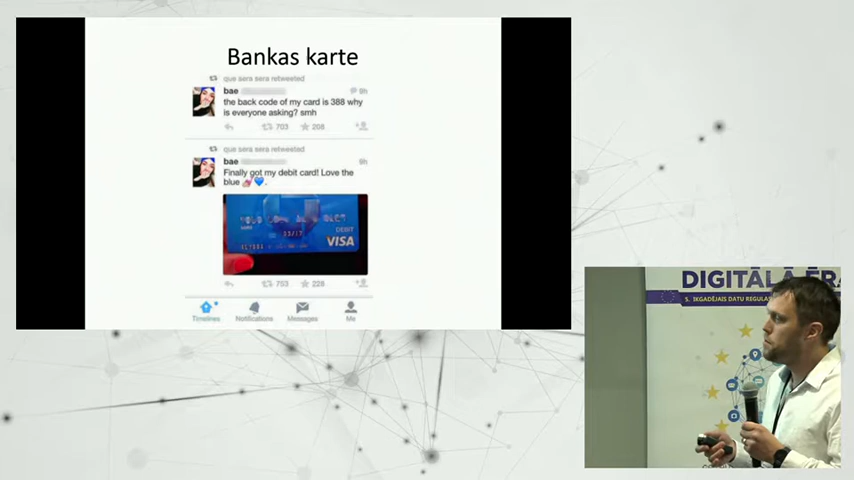 Bankas karte
que sera sera retweeted
bae
9h
the back code of my card is 388 why
is everyone asking? smh
703
208
que sera sera retweeted
bae
9h
Finally got my debit card! Love the
blue
DEBIT
VISA
703
228
Timelines
Notifications
Messages
Me
DIGITĀLĀ ĒRA
5. IKGADĒJAIS DATU REGULA